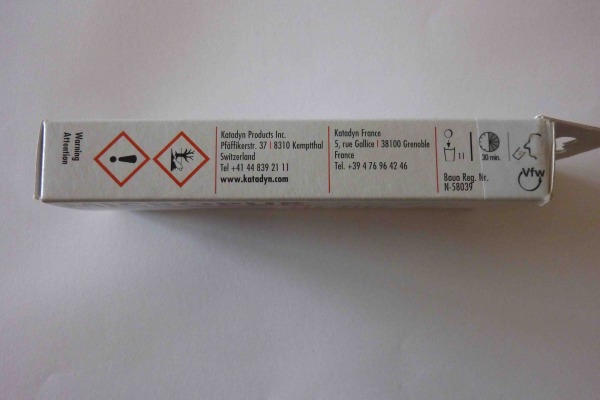 Warning
Attention
Katadyn Products Inc.
Pfäffikerstr. 37 | 8310 Kemptthal
Switzerland
Tel +41 44 839 21 11
www.katadyn.com
Katadyn France
5, rue Gallice | 38100 Grenoble
France
Tel. +39 4 76 96 42 46
1l
30 min.
Baua Reg. Nr.
N-58039
Vfw